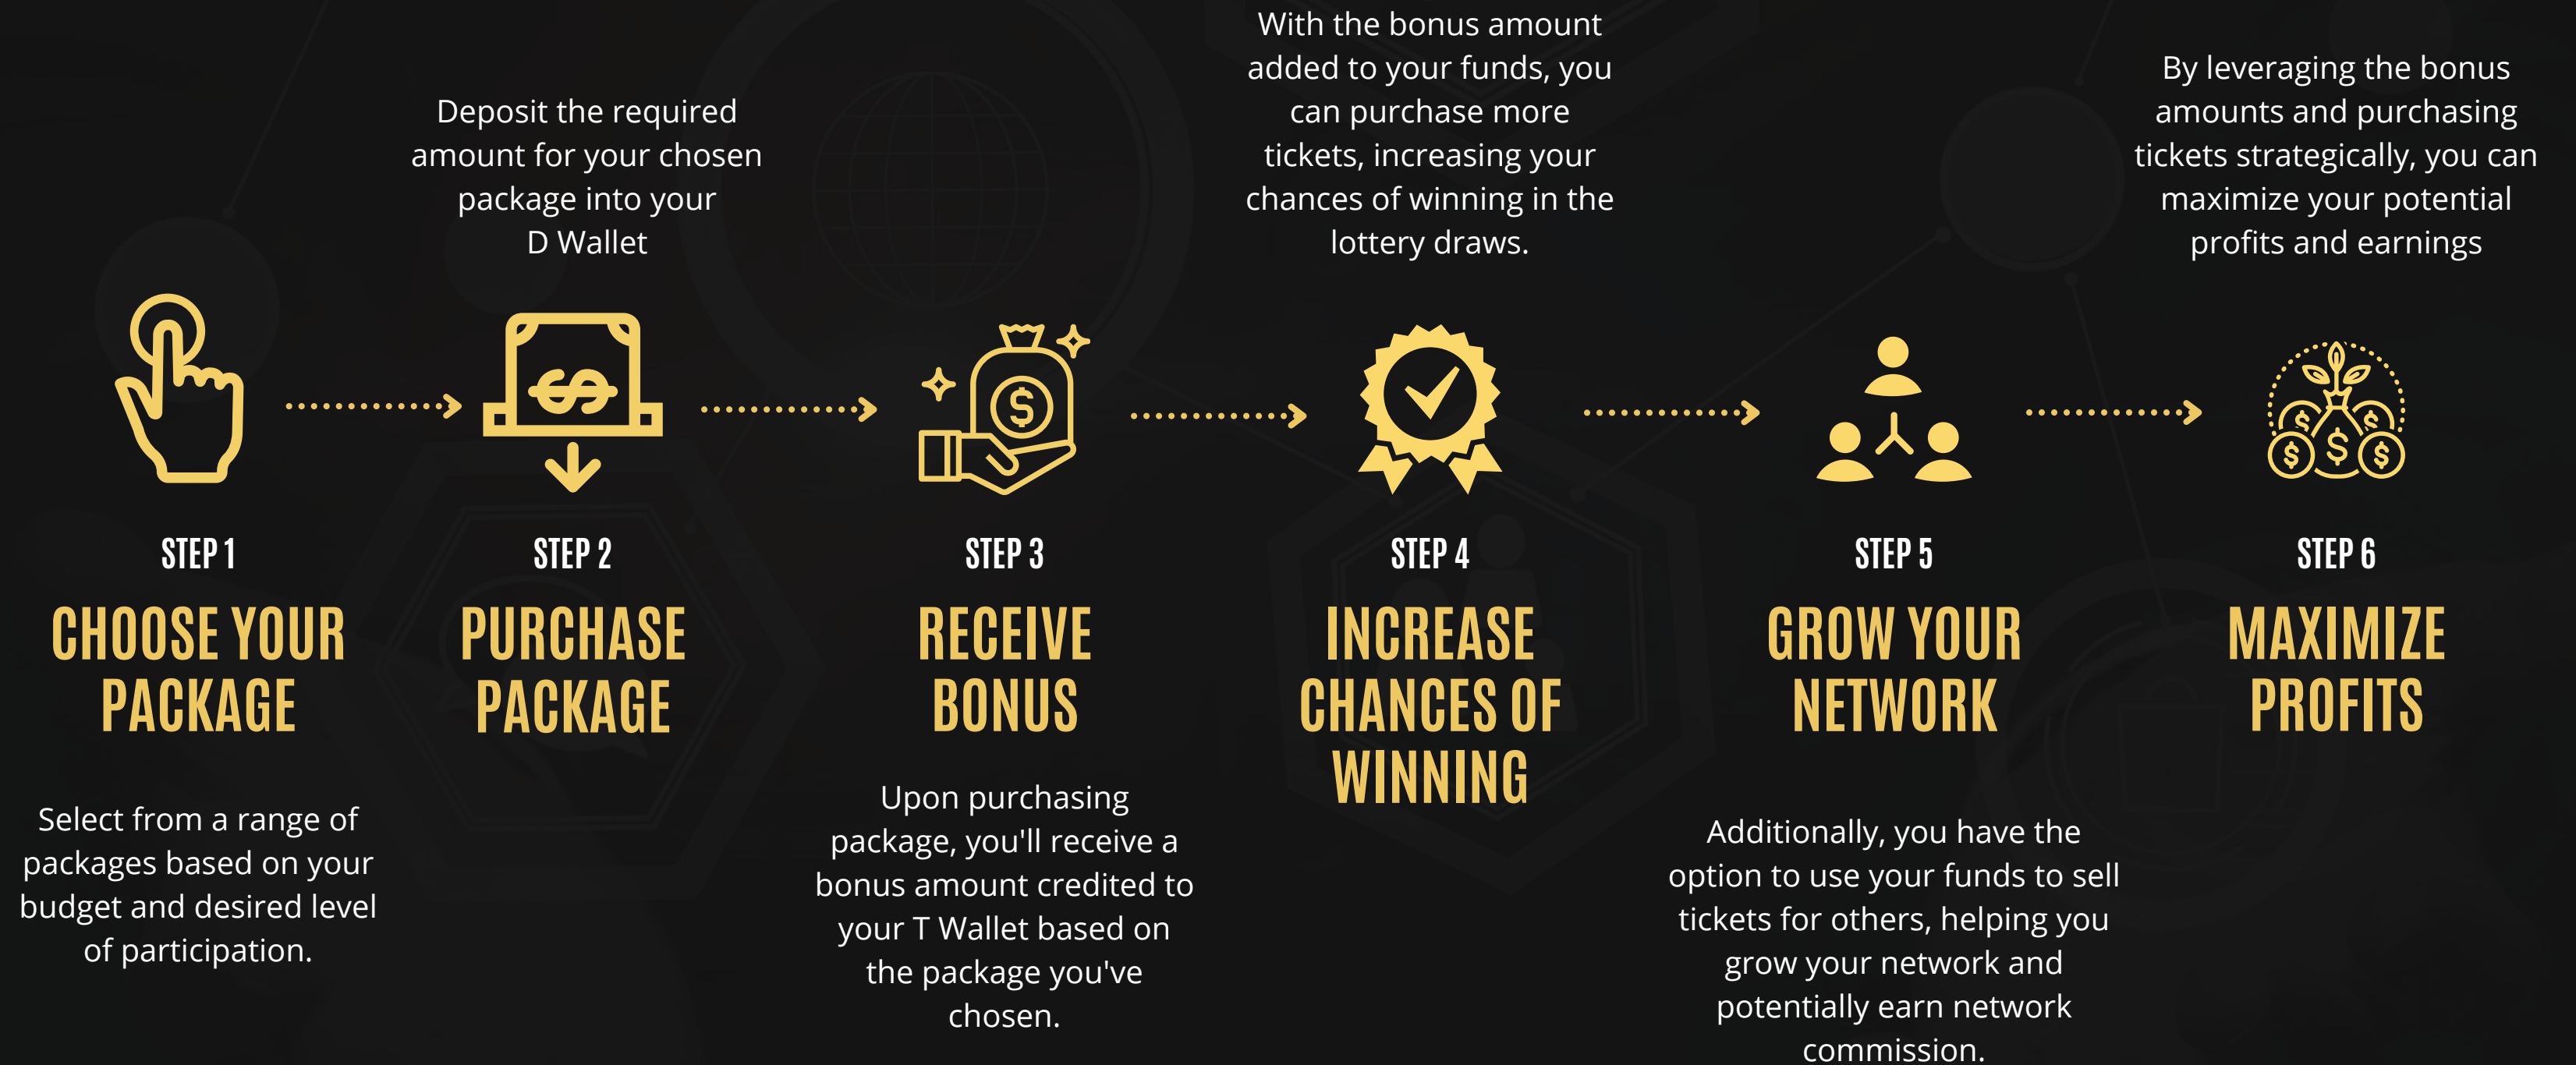 STEP 1
CHOOSE YOUR
PACKAGE
Select from a range of
packages based on your
budget and desired level
of participation.
Deposit the required
amount for your chosen
package into your
D Wallet
STEP 2
PURCHASE
PACKAGE
STEP 3
RECEIVE
BONUS
Upon purchasing
package, you'll receive a
bonus amount credited to
your T Wallet based on
the package you've
chosen.
With the bonus amount
added to your funds, you
can purchase more
tickets, increasing your
chances of winning in the
lottery draws.
STEP 4
INCREASE
CHANCES OF
WINNING
STEP 5
GROW YOUR
NETWORK
Additionally, you have the
option to use your funds to sell
tickets for others, helping you
grow your network and
potentially earn network
commission.
By leveraging the bonus
amounts and purchasing
tickets strategically, you can
maximize your potential
profits and earnings
STEP 6
MAXIMIZE
PROFITS